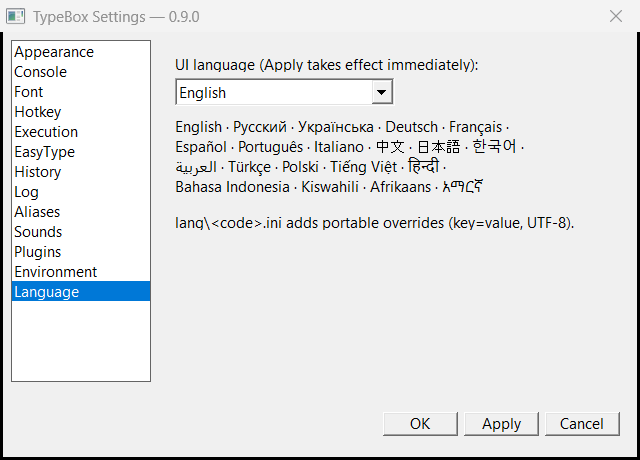 TypeBox Settings — 0.9.0
Appearance
Console
Font
Hotkey
Execution
EasyType
History
Log
Aliases
Sounds
Plugins
Environment
Language
UI language (Apply takes effect immediately):
English
English · Русский · Українська · Deutsch · Français ·
Español · Português · Italiano · 中文 · 日本語 · 한국어 ·
العربية · Türkçe · Polski · Tiếng Việt · हिन्दी ·
Bahasa Indonesia · Kiswahili · Afrikaans · አማርኛ
lang\<code>.ini adds portable overrides (key=value, UTF-8).
OK
Apply
Cancel